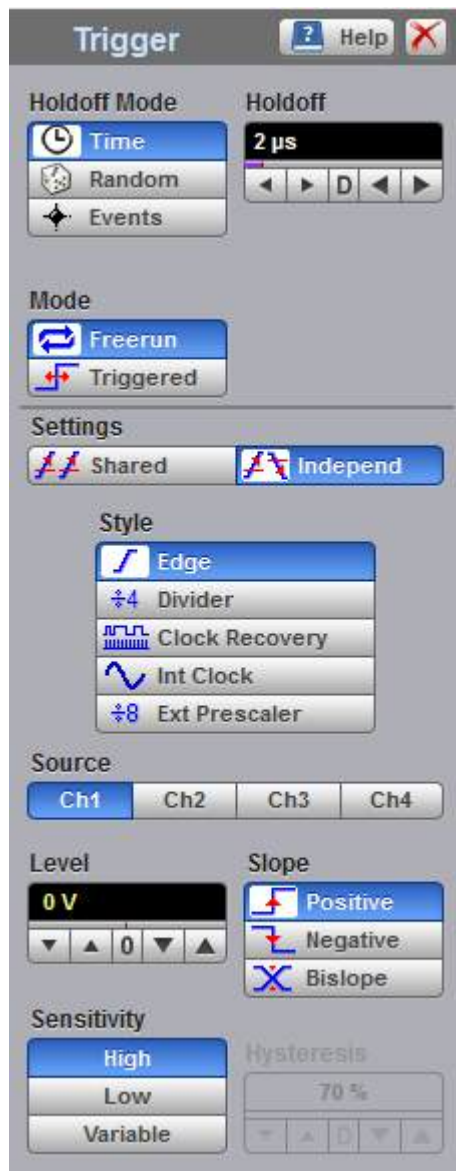 Trigger ? Help
Holdoff Mode Holdoff
Time 2 µs
Random D
Events
Mode
Freerun
Triggered
Settings
Shared Independ
Style
Edge
÷4 Divider
Clock Recovery
Int Clock
÷8 Ext Prescaler
Source
Ch1 Ch2 Ch3 Ch4
Level Slope
0 V Positive
0 Negative
Bislope
Sensitivity
High Hysteresis
Low 70 %
Variable D